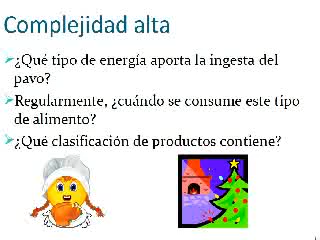 Complejidad alta
¿Qué tipo de energía aporta la ingesta del
pavo?
Regularmente, ¿cuándo se consume este tipo
de alimento?
¿Qué clasificación de productos contiene?